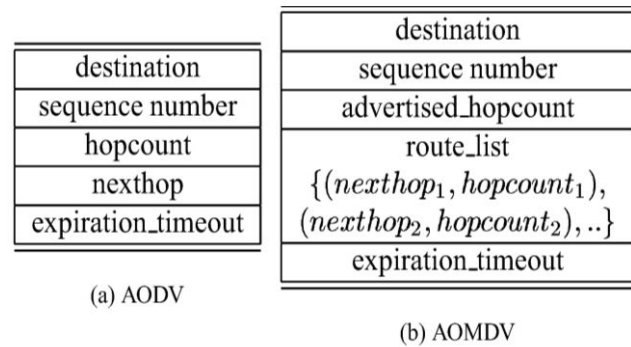 destination
sequence number
hopcount
nexthop
expiration_timeout
(a) AODV
destination
sequence number
advertised_hopcount
route_list
{(nexthop₁, hopcount₁),
(nexthop₂, hopcount₂),..}
expiration_timeout
(b) AOMDV